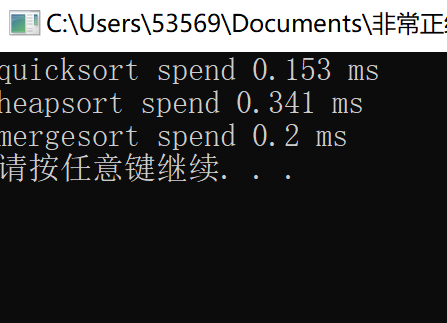 C:\Users\53569\Documents\非常正
quicksort spend 0.153 ms
heapsort spend 0.341 ms
mergesort spend 0.2 ms
请按任意键继续. . .